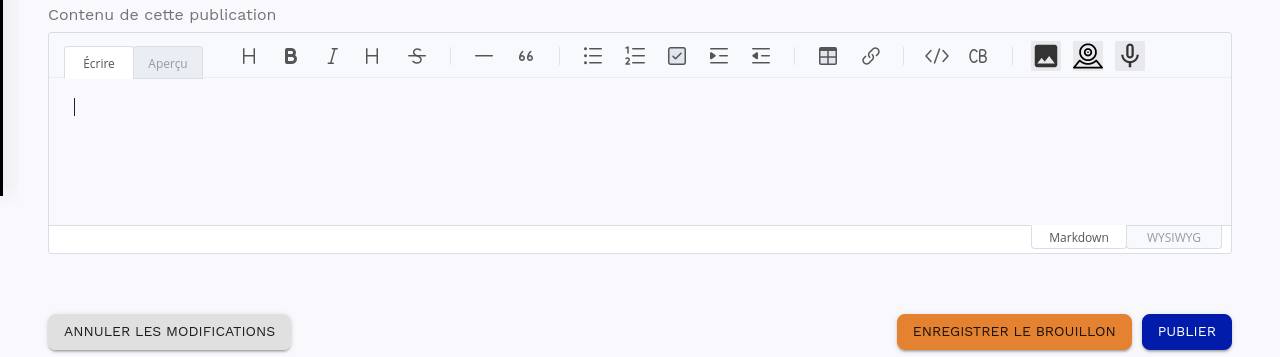 Contenu de cette publication
Écrire Aperçu H B I H S 66 CB
Markdown WYSIWYG
ANNULER LES MODIFICATIONS ENREGISTRER LE BROUILLON PUBLIER